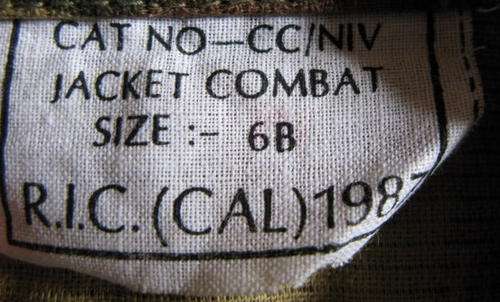 CAT NO—CC/NIV
JACKET COMBAT
SIZE :- 6B
R.I.C. (CAL) 198